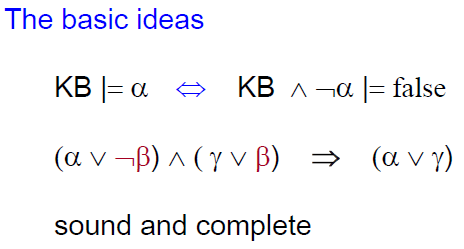 The basic ideas
KB |= α ⇔ KB ∧ ¬α |= false
(α ∨ ¬β) ∧ ( γ ∨ β) ⇒ (α ∨ γ)
sound and complete